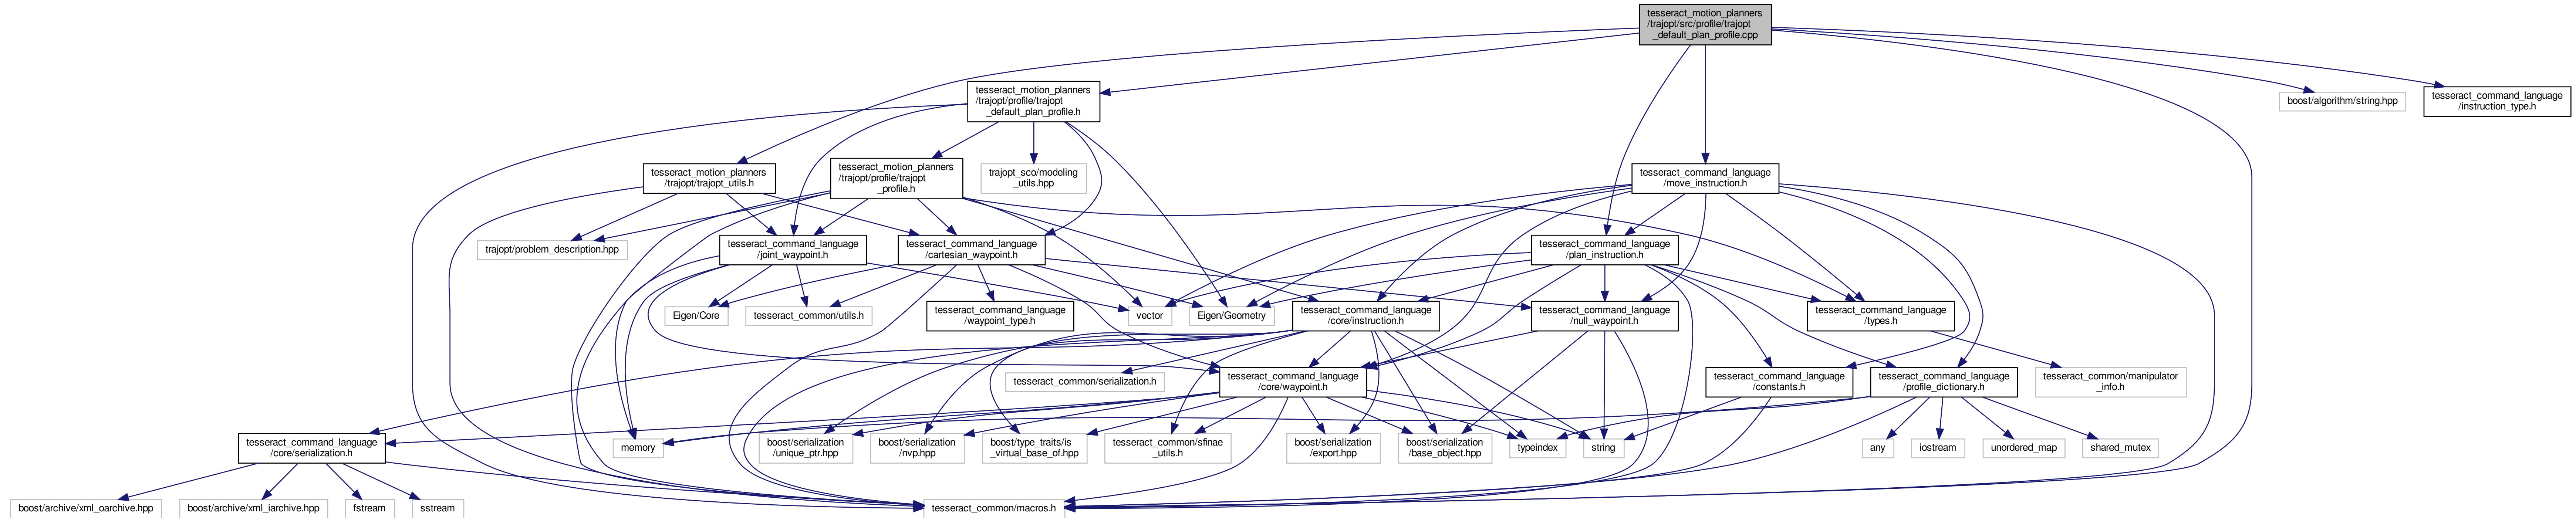 tesseract_motion_planners
/trajopt/src/profile/trajopt
_default_plan_profile.cpp
tesseract_motion_planners
/trajopt/profile/trajopt
_default_plan_profile.h
boost/algorithm/string.hpp
tesseract_command_language
/instruction_type.h
tesseract_motion_planners
/trajopt/trajopt_utils.h
tesseract_motion_planners
/trajopt/profile/trajopt
_profile.h
trajopt_sco/modeling
_utils.hpp
tesseract_command_language
/move_instruction.h
trajopt/problem_description.hpp
tesseract_command_language
/joint_waypoint.h
tesseract_command_language
/cartesian_waypoint.h
tesseract_command_language
/plan_instruction.h
Eigen/Core
tesseract_common/utils.h
tesseract_command_language
/waypoint_type.h
vector
Eigen/Geometry
tesseract_command_language
/core/instruction.h
tesseract_command_language
/null_waypoint.h
tesseract_command_language
/types.h
tesseract_common/serialization.h
tesseract_command_language
/core/waypoint.h
tesseract_command_language
/constants.h
tesseract_command_language
/profile_dictionary.h
tesseract_common/manipulator
_info.h
tesseract_command_language
/core/serialization.h
memory
boost/serialization
/unique_ptr.hpp
boost/serialization
/nvp.hpp
boost/type_traits/is
_virtual_base_of.hpp
tesseract_common/sfinae
_utils.h
boost/serialization
/export.hpp
boost/serialization
/base_object.hpp
typeindex
string
any
iostream
unordered_map
shared_mutex
boost/archive/xml_oarchive.hpp
boost/archive/xml_iarchive.hpp
fstream
sstream
tesseract_common/macros.h